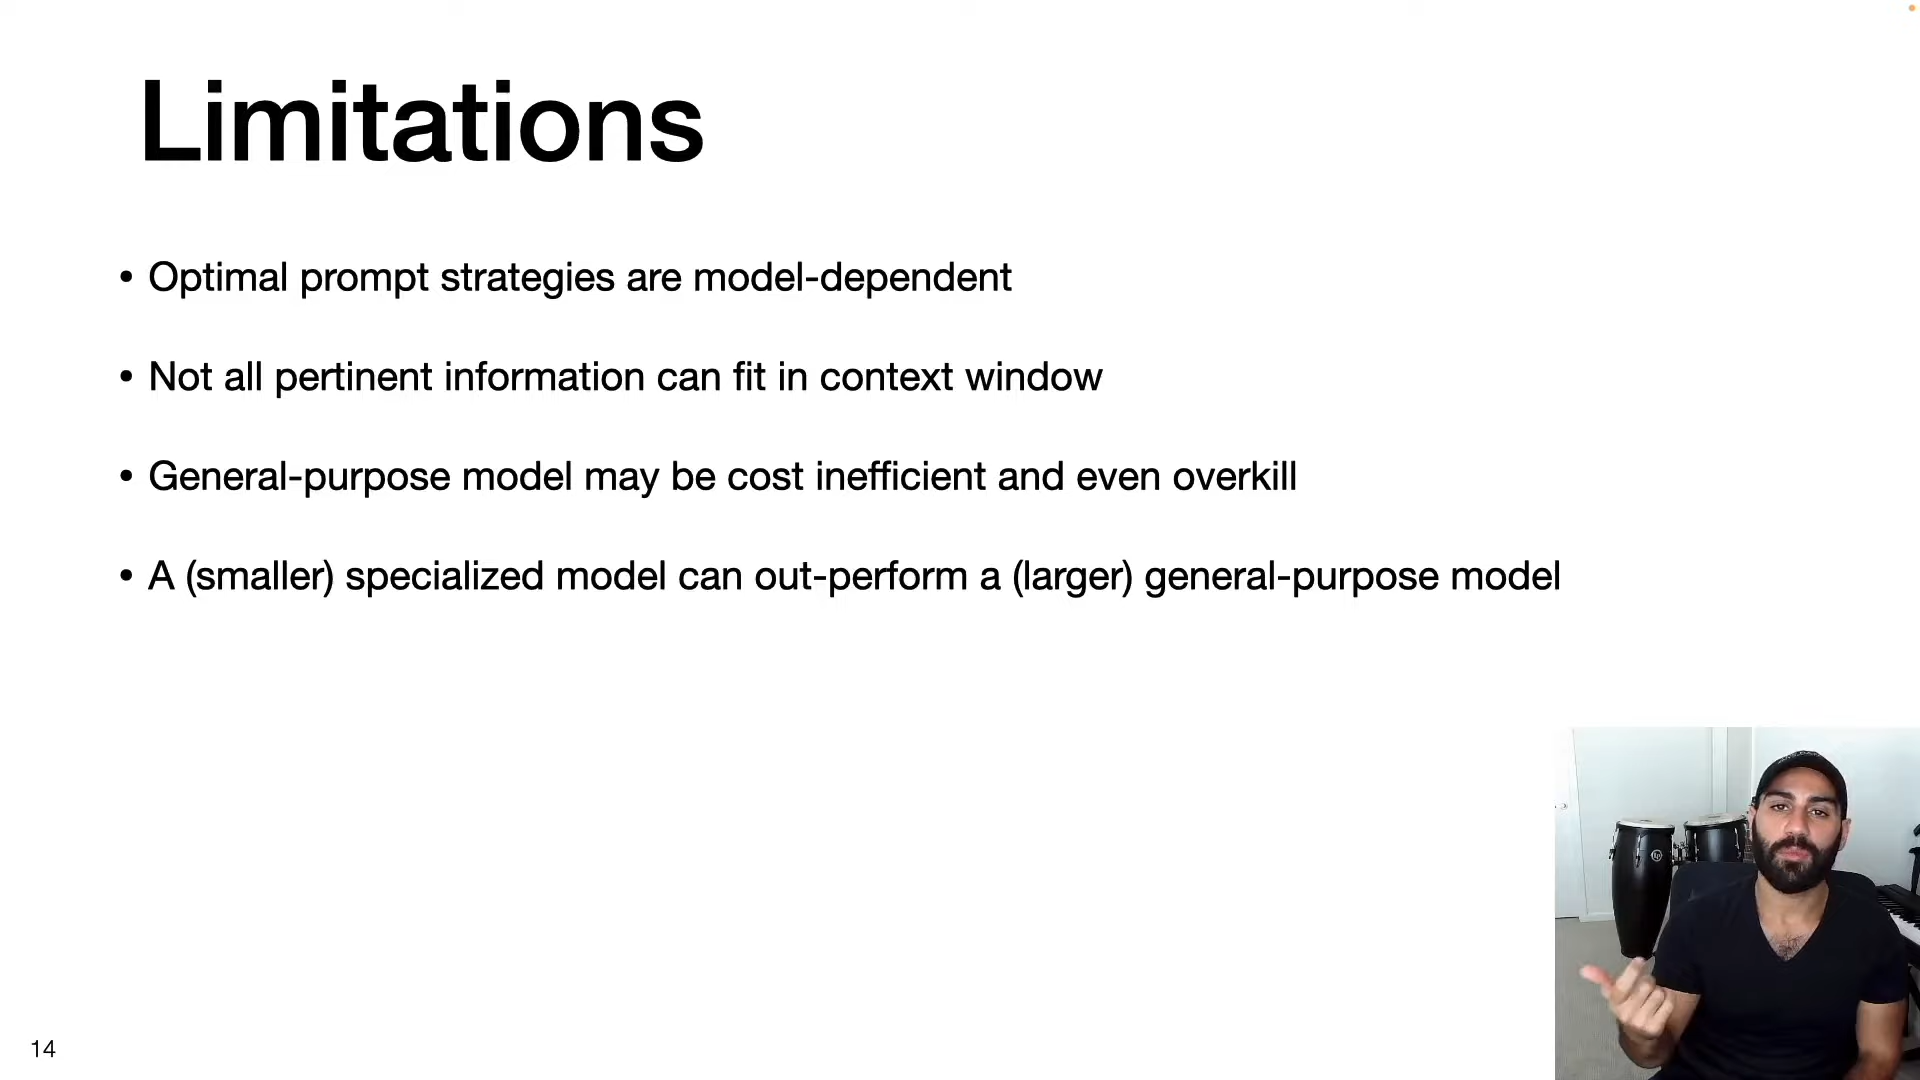 Limitations
• Optimal prompt strategies are model-dependent
• Not all pertinent information can fit in context window
• General-purpose model may be cost inefficient and even overkill
• A (smaller) specialized model can out-perform a (larger) general-purpose model
14